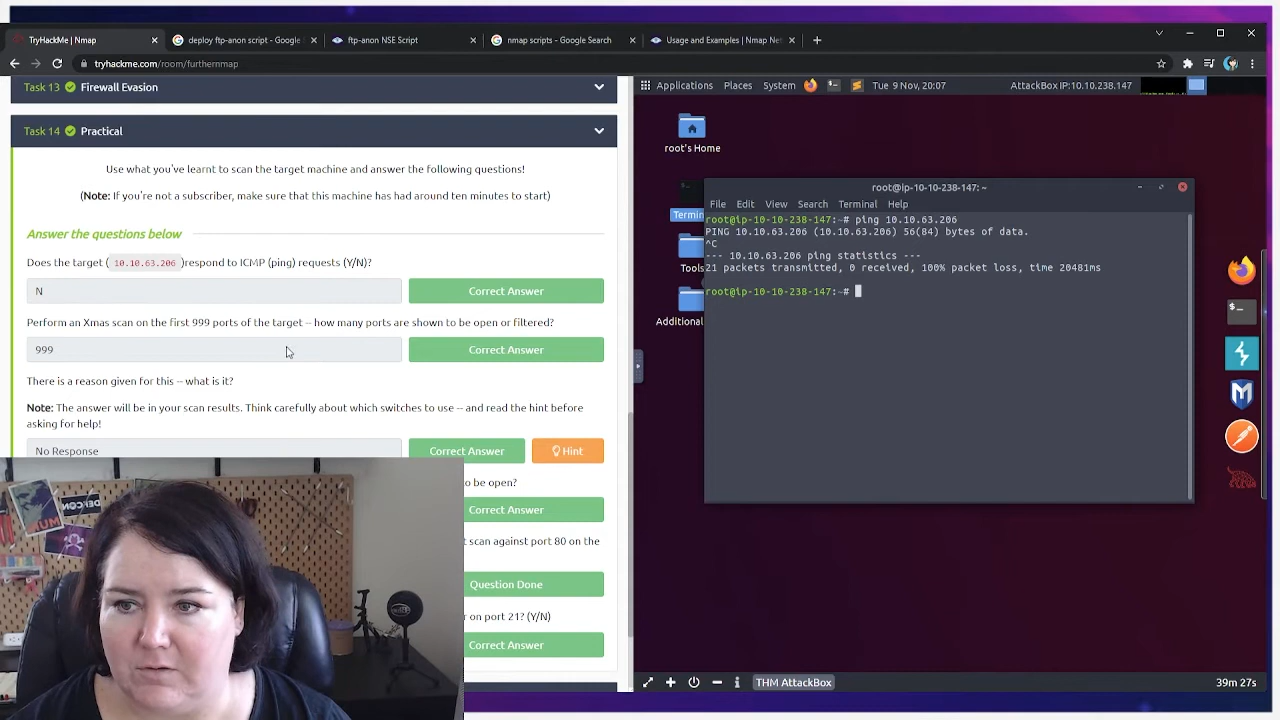 TryHackMe | Nmap
deploy ftp-anon script - Google
ftp-anon NSE Script
nmap scripts - Google Search
Usage and Examples | Nmap Net
tryhackme.com/room/furthernmap
Task 13 Firewall Evasion
Task 14 Practical
Use what you've learnt to scan the target machine and answer the following questions!
(Note: If you're not a subscriber, make sure that this machine has had around ten minutes to start)
Answer the questions below
Does the target ( 10.10.63.206 )respond to ICMP (ping) requests (Y/N)?
N
Correct Answer
Perform an Xmas scan on the first 999 ports of the target -- how many ports are shown to be open or filtered?
999
Correct Answer
There is a reason given for this -- what is it?
Note: The answer will be in your scan results. Think carefully about which switches to use -- and read the hint before
asking for help!
No Response
Correct Answer
Hint
to be open?
Correct Answer
scan against port 80 on the
Question Done
r on port 21? (Y/N)
Correct Answer
Applications Places System Tue 9 Nov, 20:07 AttackBox IP:10.10.238.147
root's Home
Termin
Tools
Additional
root@ip-10-10-238-147: ~
File Edit View Search Terminal Help
root@ip-10-10-238-147:~# ping 10.10.63.206
PING 10.10.63.206 (10.10.63.206) 56(84) bytes of data.
^C
--- 10.10.63.206 ping statistics ---
21 packets transmitted, 0 received, 100% packet loss, time 20481ms
root@ip-10-10-238-147:~#
THM AttackBox
39m 27s
DEFCON